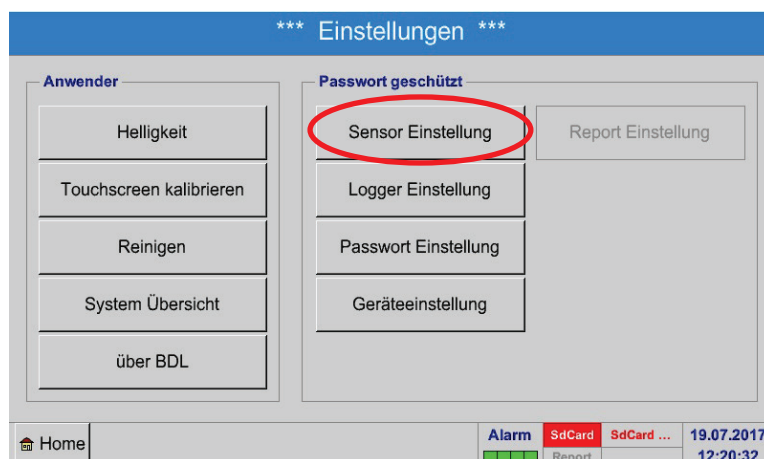 *** Einstellungen ***
Anwender
Helligkeit
Touchscreen kalibrieren
Reinigen
System Übersicht
über BDL
Passwort geschützt
Sensor Einstellung
Report Einstellung
Logger Einstellung
Passwort Einstellung
Geräteeinstellung
Home
Alarm
SdCard
SdCard ...
Report
19.07.2017
12:20:32